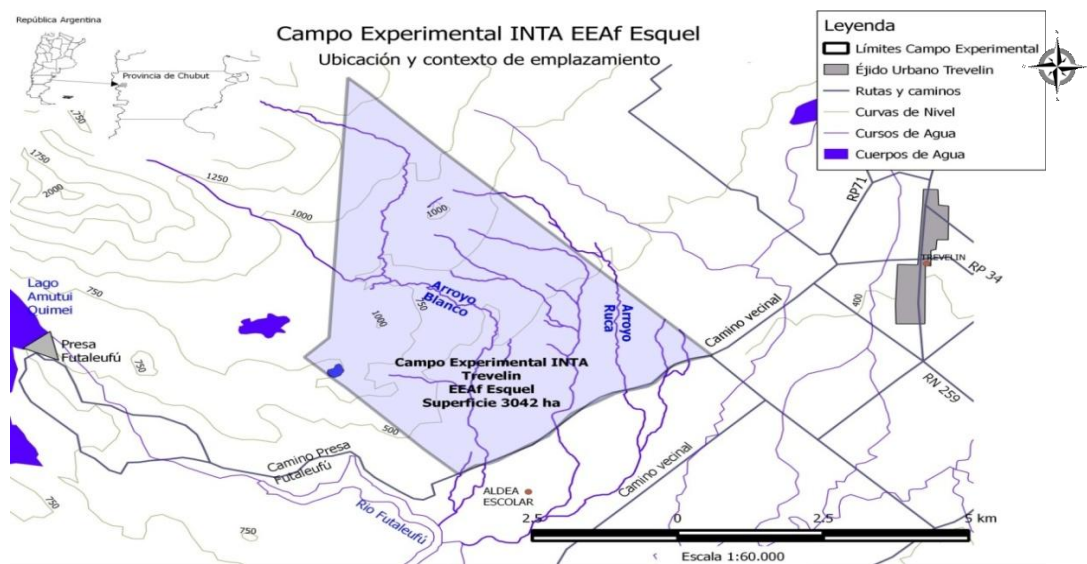 República Argentina
Provincia de Chubut
Campo Experimental INTA EEAf Esquel
Ubicación y contexto de emplazamiento
Leyenda
Límites Campo Experimental
Éjido Urbano Trevelin
Rutas y caminos
Curvas de Nivel
Cursos de Agua
Cuerpos de Agua
750
1750
2000
1250
1000
1000
750
RP71
TREVELIN
RP 34
Lago
Amutui
Quimei
750
Arroyo
Blanco
750
1000
Arroyo
Ruca
Camino vecinal
400
Presa
Futaleufú
750
Campo Experimental INTA
Trevelin
EEAf Esquel
Superficie 3042 ha
RN 259
500
Camino Presa
Futaleufú
Camino vecinal
ALDEA
ESCOLAR
Rio Futaleufú
750
750
2.5 0 2.5 5 km
Escala 1:60.000